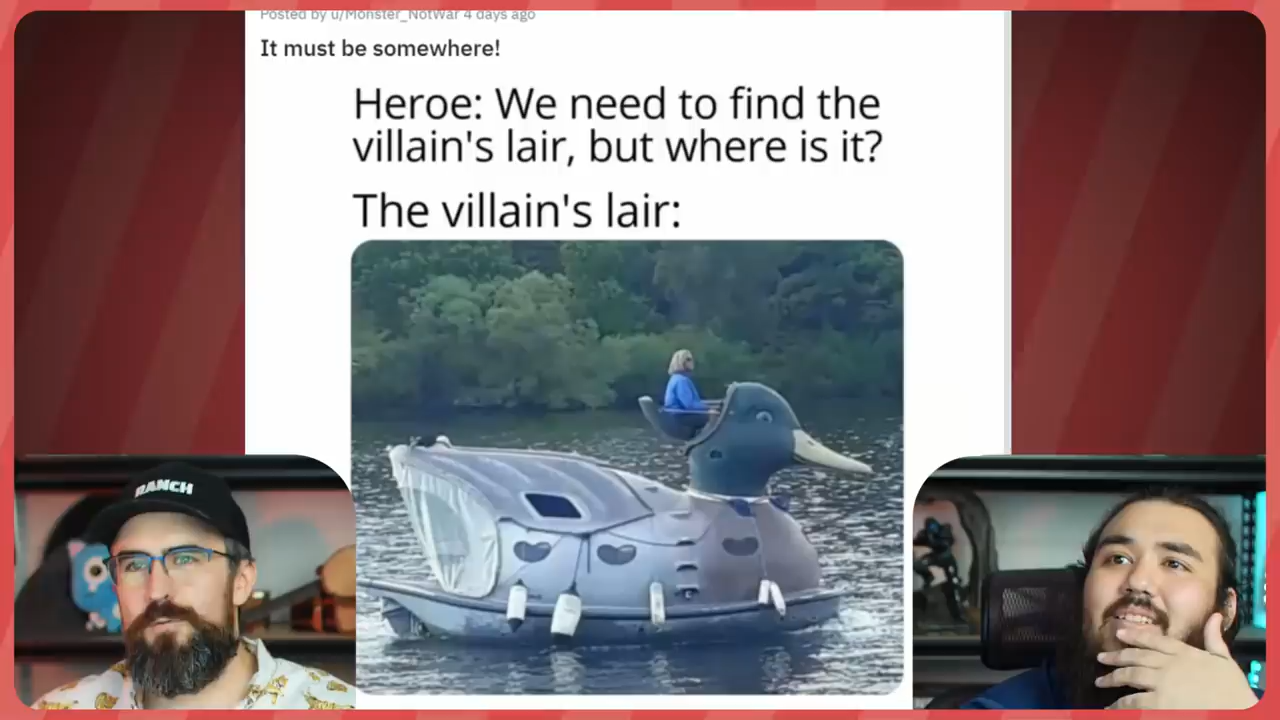 Posted by u/Monster_NotWar 4 days ago
It must be somewhere!
Heroe: We need to find the
villain's lair, but where is it?
The villain's lair:
RANCH